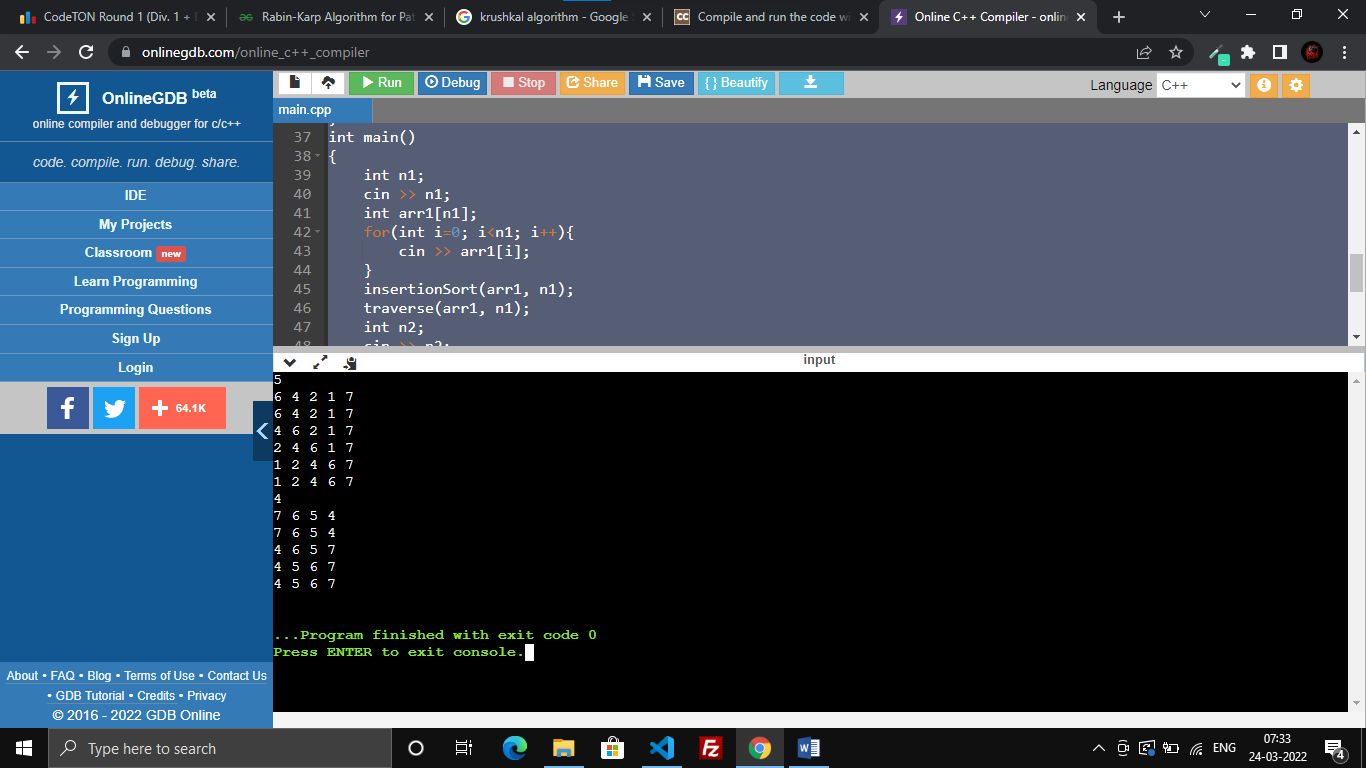 CodeTON Round 1 (Div. 1 +
Rabin-Karp Algorithm for Pat
krushkal algorithm - Google
Compile and run the code w
Online C++ Compiler - onlin
onlinegdb.com/online_c++_compiler
OnlineGDB beta
online compiler and debugger for c/c++
code. compile. run. debug. share.
IDE
My Projects
Classroom new
Learn Programming
Programming Questions
Sign Up
Login
64.1K
About • FAQ • Blog • Terms of Use • Contact Us
• GDB Tutorial • Credits • Privacy
© 2016 - 2022 GDB Online
Run Debug Stop Share Save { } Beautify
Language C++
main.cpp
37 int main()
38 {
39 int n1;
40 cin >> n1;
41 int arr1[n1];
42 for(int i=0; i<n1; i++){
43 cin >> arr1[i];
44 }
45 insertionSort(arr1, n1);
46 traverse(arr1, n1);
47 int n2;
48 cin >> n2;
input
5
6 4 2 1 7
6 4 2 1 7
4 6 2 1 7
2 4 6 1 7
1 2 4 6 7
1 2 4 6 7
4
7 6 5 4
7 6 5 4
4 6 5 7
4 5 6 7
4 5 6 7
...Program finished with exit code 0
Press ENTER to exit console.
Type here to search
ENG
07:33
24-03-2022
4